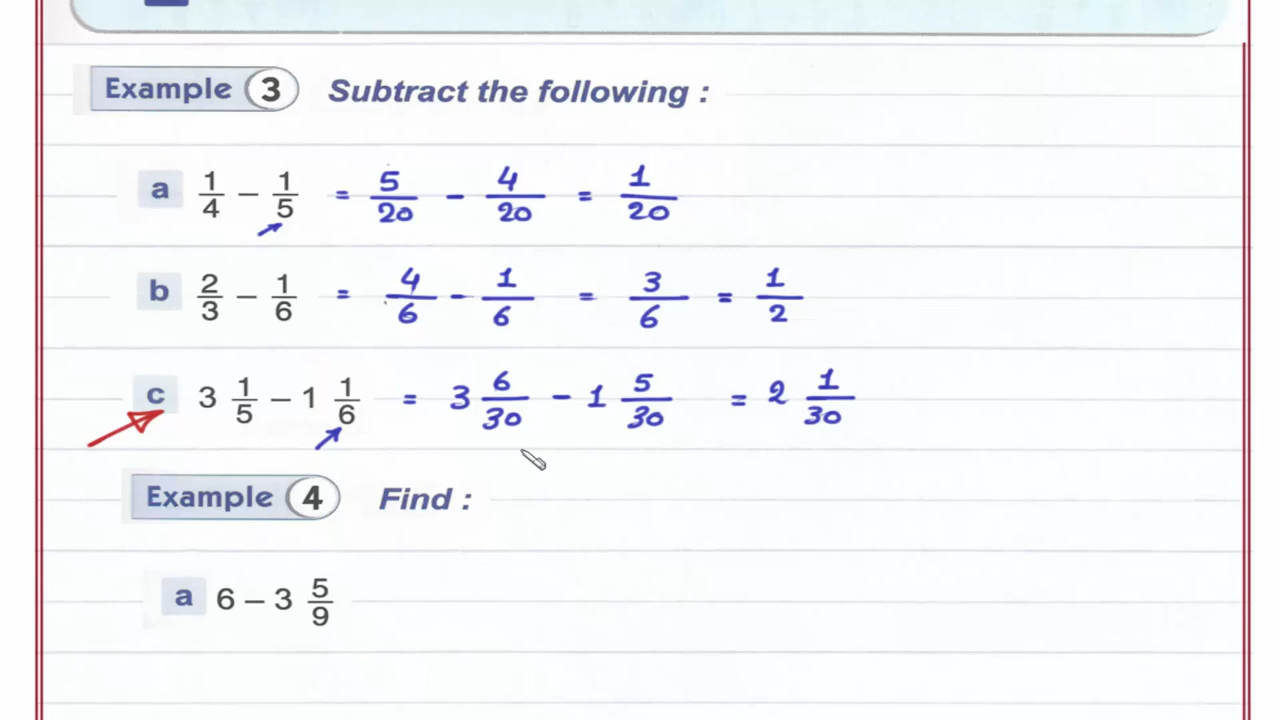 Example 3 Subtract the following :
a 1/4 − 1/5 = 5/20 − 4/20 = 1/20
b 2/3 − 1/6 = 4/6 − 1/6 = 3/6 = 1/2
c 3 1/5 − 1 1/6 = 3 6/30 − 1 5/30 = 2 1/30
Example 4 Find :
a 6 − 3 5/9